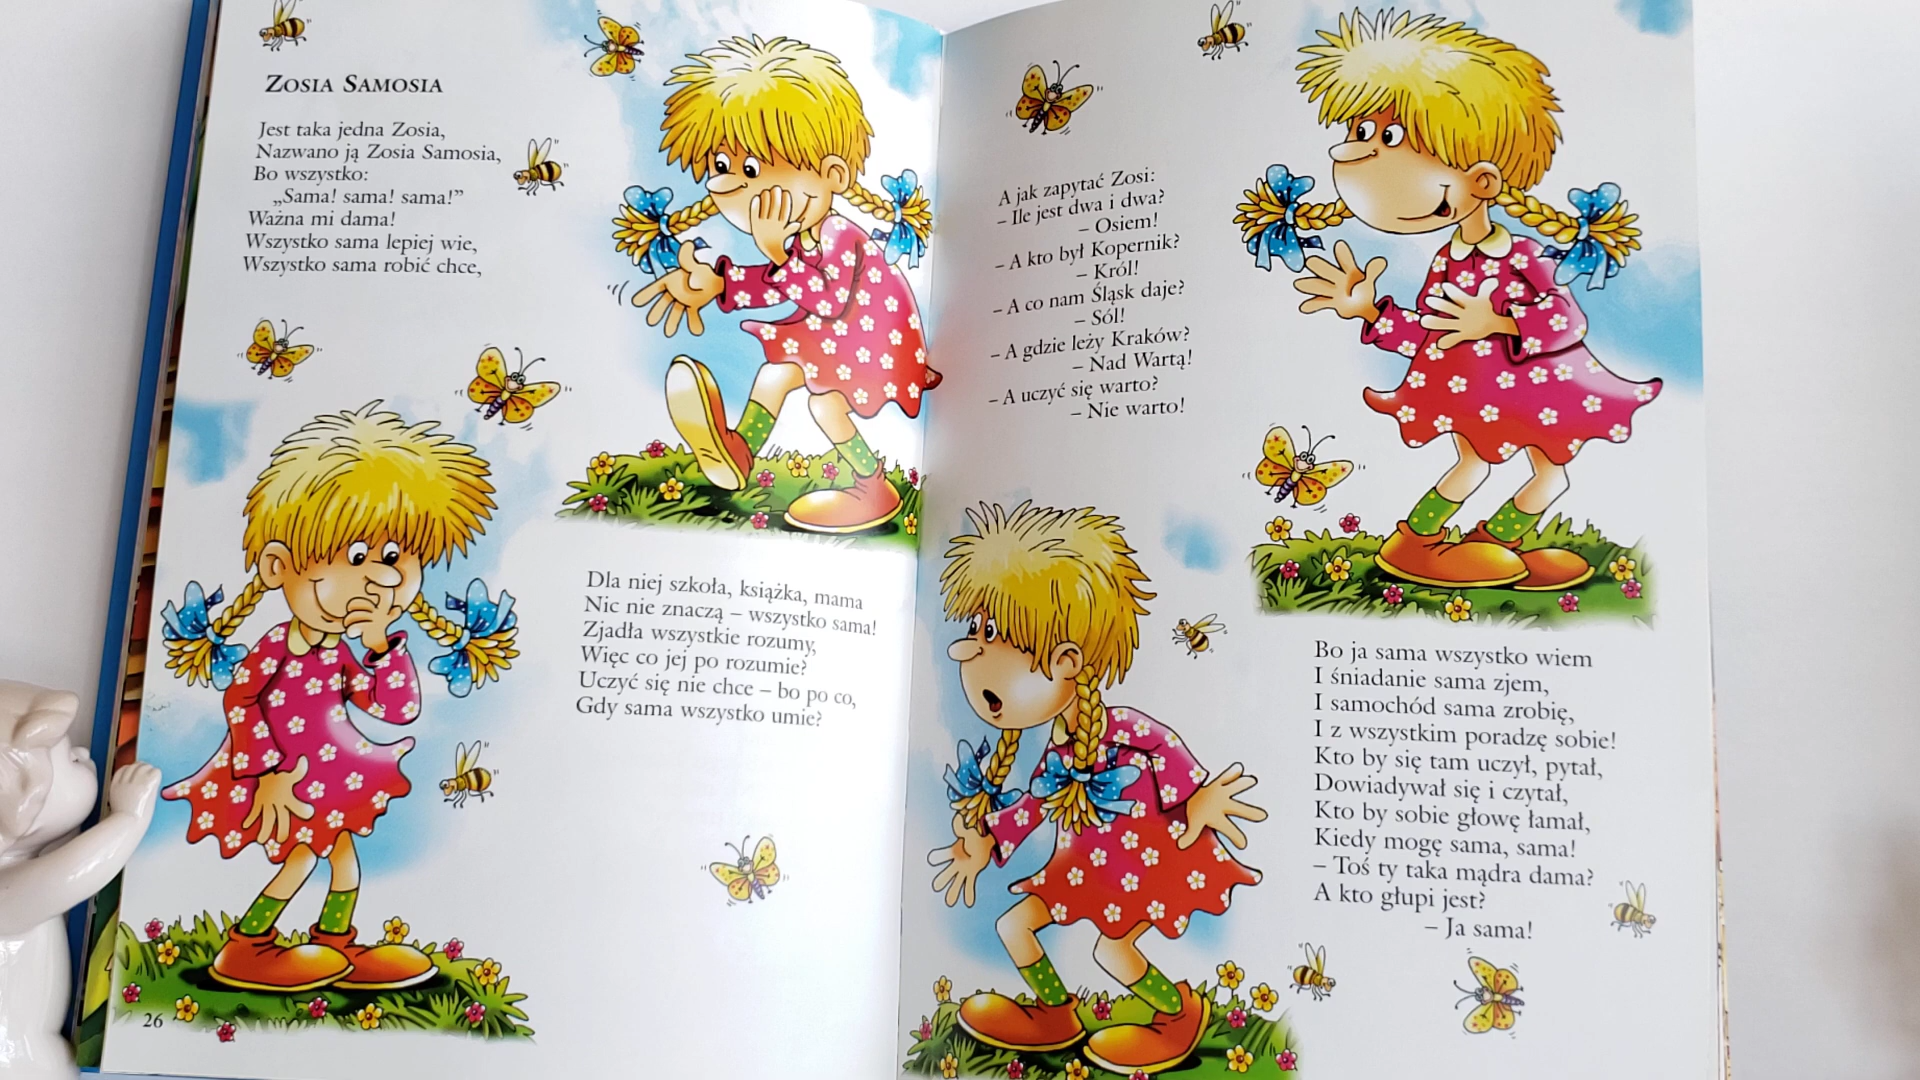 ZOSIA SAMOSIA
Jest taka jedna Zosia,
Nazwano ją Zosia Samosia,
Bo wszystko:
„Sama! sama! sama!”
Ważna mi dama!
Wszystko sama lepiej wie,
Wszystko sama robić chce,
Dla niej szkoła, książka, mama
Nic nie znaczą – wszystko sama!
Zjadła wszystkie rozumy,
Więc co jej po rozumie?
Uczyć się nie chce – bo po co,
Gdy sama wszystko umie?
26
A jak zapytać Zosi:
– Ile jest dwa i dwa?
– Osiem!
– A kto był Kopernik?
– Król!
– A co nam Śląsk daje?
– Sól!
– A gdzie leży Kraków?
– Nad Wartą!
– A uczyć się warto?
– Nie warto!
Bo ja sama wszystko wiem
I śniadanie sama zjem,
I samochód sama zrobię,
I z wszystkim poradzę sobie!
Kto by się tam uczył, pytał,
Dowiadywał się i czytał,
Kto by sobie głowę łamał,
Kiedy mogę sama, sama!
– Toś ty taka mądra dama?
A kto głupi jest?
– Ja sama!